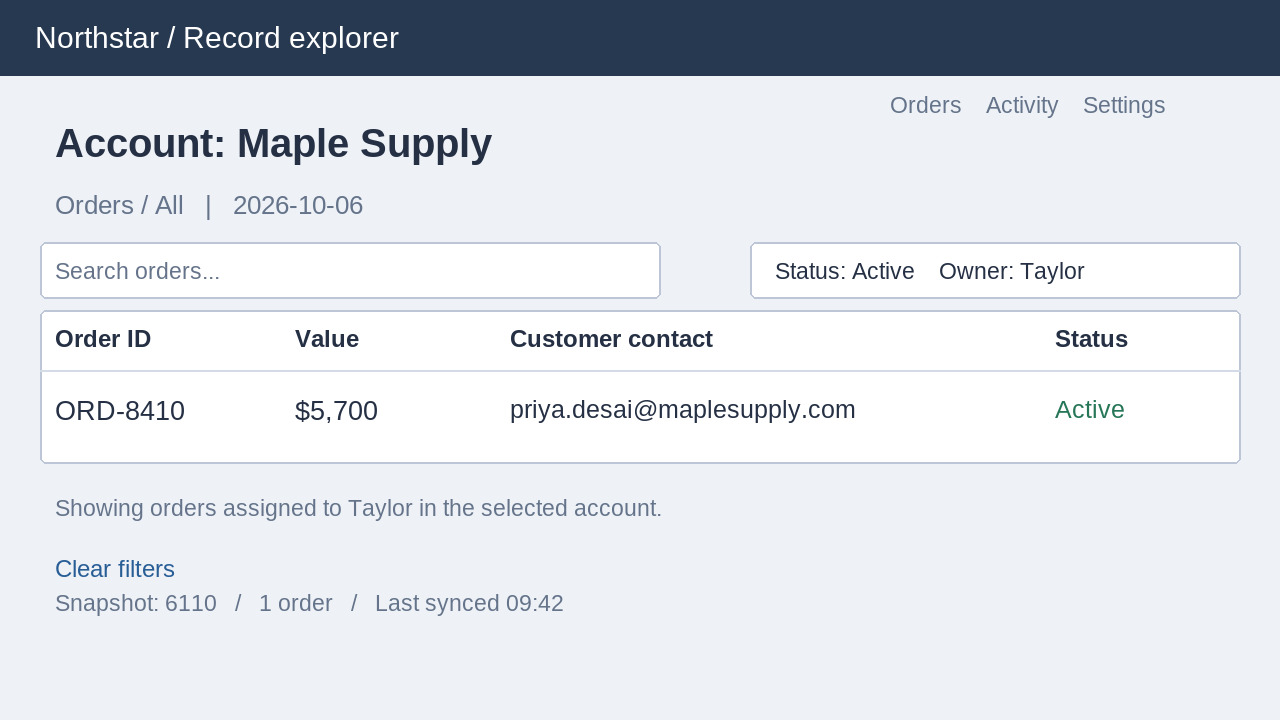 Northstar / Record explorer
Orders Activity Settings
Account: Maple Supply
Orders / All | 2026-10-06
Search orders...
Status: Active Owner: Taylor
Order ID Value Customer contact Status
ORD-8410 $5,700 priya.desai@maplesupply.com Active
Showing orders assigned to Taylor in the selected account.
Clear filters
Snapshot: 6110 / 1 order / Last synced 09:42